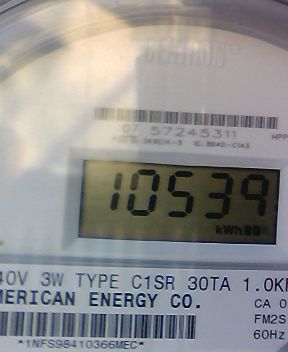 CENTRON
07 57245311
10539
kWh
40V 3W TYPE C1SR 30TA 1.0K
MERICAN ENERGY CO.
CA 0
FM2S
60Hz
*1NFS98410366MEC*